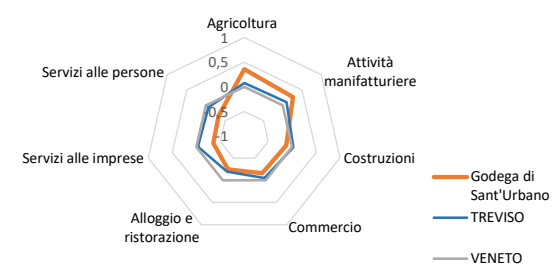 Agricoltura
1
0,5
0
0,5
-1
Attività
manifatturiere
Costruzioni
Commercio
Alloggio e
ristorazione
Servizi alle imprese
Servizi alle persone
Godega di
Sant'Urbano
TREVISO
VENETO